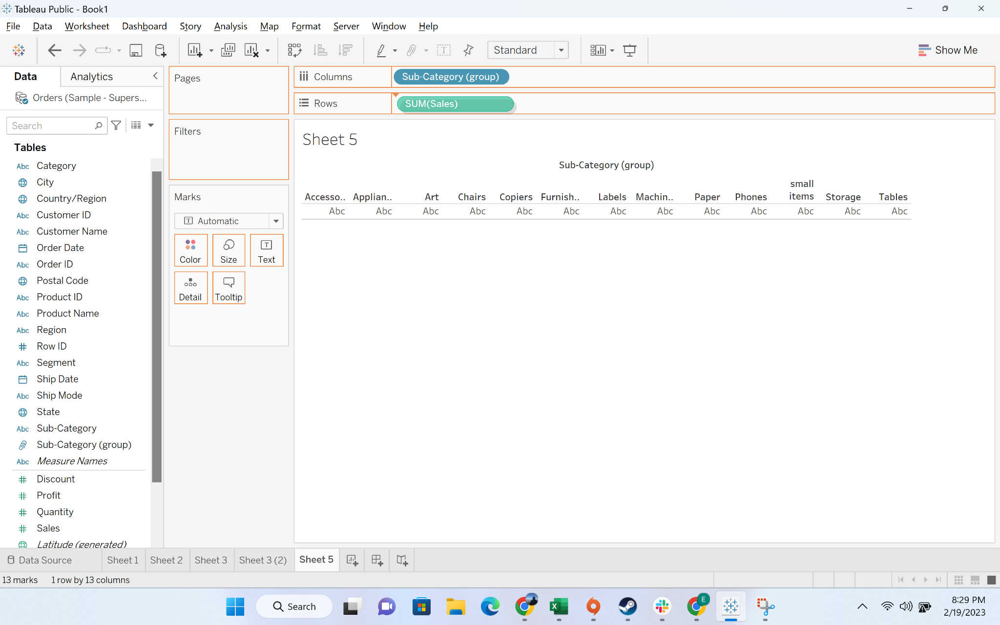 Tableau Public - Book1
File Data Worksheet Dashboard Story Analysis Map Format Server Window Help
Standard
Show Me
Data Analytics
Orders (Sample - Supers...
Search
Tables
Abc Category
City
Country/Region
Abc Customer ID
Abc Customer Name
Order Date
Abc Order ID
Postal Code
Abc Product ID
Abc Product Name
Abc Region
Row ID
Abc Segment
Ship Date
Abc Ship Mode
State
Abc Sub-Category
Sub-Category (group)
Abc Measure Names
Discount
Profit
Quantity
Sales
Latitude (generated)
Pages
Filters
Marks
Automatic
Color Size Text
Detail Tooltip
Columns Sub-Category (group)
Rows SUM(Sales)
Sheet 5
Sub-Category (group)
Accesso.. Applian.. Art Chairs Copiers Furnish.. Labels Machin.. Paper Phones small items Storage Tables
Abc Abc Abc Abc Abc Abc Abc Abc Abc Abc Abc Abc Abc
Data Source Sheet 1 Sheet 2 Sheet 3 Sheet 3 (2) Sheet 5
13 marks 1 row by 13 columns
Search
E
8:29 PM
2/19/2023